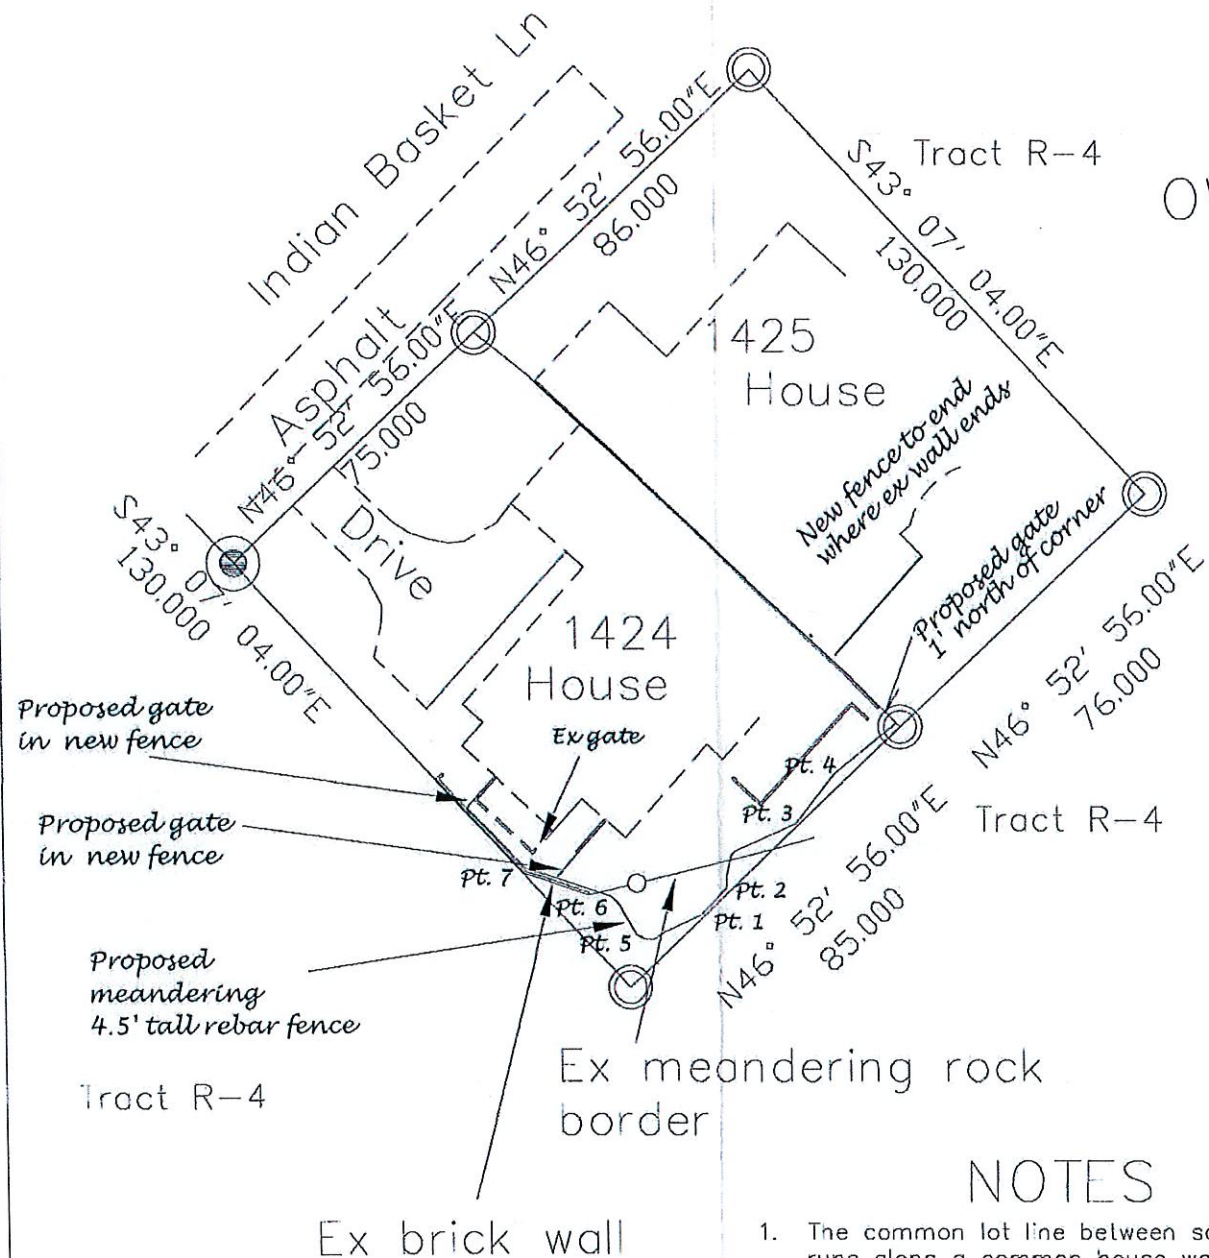 Indian Basket Ln
Asphalt
N46° 52' 56.00"E
86.000
N46° 52' 56.00"E
75.000
S43° 07' 04.00"E
130.000
Tract R-4
O'
S43° 07' 04.00"E
130.000
Drive
1425
House
1424
House
New fence to end
where ex wall ends
Proposed gate
1' north of corner
N46° 52' 56.00"E
76.000
Tract R-4
N46° 52' 56.00"E
85.000
Proposed gate
in new fence
Ex gate
Proposed gate
in new fence
Pt. 4
Pt. 3
Pt. 2
Pt. 1
Pt. 7
Pt. 6
Pt. 5
Proposed
meandering
4.5' tall rebar fence
Tract R-4
Ex meandering rock
border
Ex brick wall
NOTES
1. The common lot line between
runs along a common house